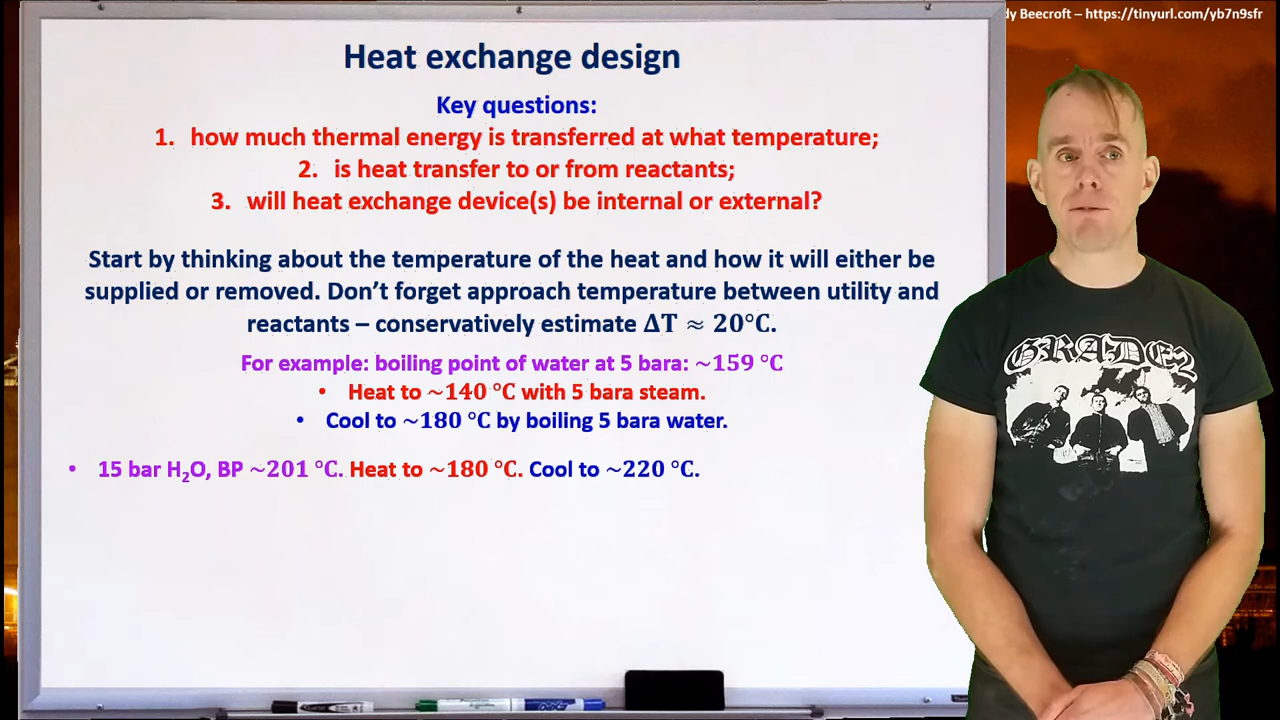 dy Beecroft – https://tinyurl.com/yb7n9sfr
Heat exchange design
Key questions:
1. how much thermal energy is transferred at what temperature;
2. is heat transfer to or from reactants;
3. will heat exchange device(s) be internal or external?
Start by thinking about the temperature of the heat and how it will either be
supplied or removed. Don’t forget approach temperature between utility and
reactants – conservatively estimate ΔT ≈ 20°C.
For example: boiling point of water at 5 bara: ~159 °C
• Heat to ~140 °C with 5 bara steam.
• Cool to ~180 °C by boiling 5 bara water.
• 15 bar H₂O, BP ~201 °C. Heat to ~180 °C. Cool to ~220 °C.
GRADE2